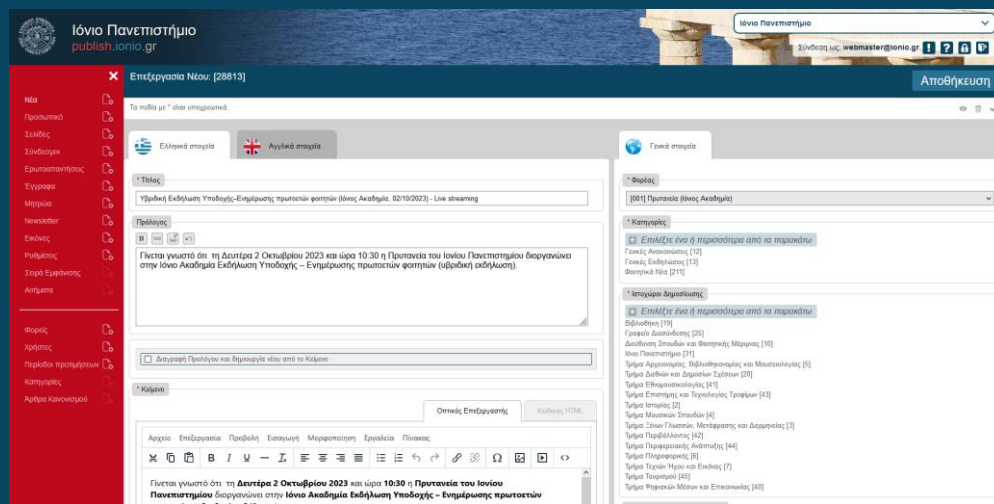 Ιόνιο Πανεπιστήμιο
publish.ionio.gr
Ιόνιο Πανεπιστήμιο
Σύνδεση ως: webmaster@ionio.gr
Επεξεργασία Νέου: [28813]
Αποθήκευση
Τα πεδία με * είναι υποχρεωτικά.
Νέα
Προσωπικό
Σελίδες
Σύνδεσμοι
Ερωτοαπαντήσεις
Έγγραφα
Μητρώα
Newsletter
Εικόνες
Ρυθμίσεις
Σειρά Εμφάνισης
Αιτήματα
Φορείς
Χρήστες
Περίοδοι προτιμήσεων
Κατηγορίες
Άρθρα Κανονισμού
Ελληνικά στοιχεία
Αγγλικά στοιχεία
* Τίτλος
Υβριδική Εκδήλωση Υποδοχής–Ενημέρωσης πρωτοετών φοιτητών (Ιόνιος Ακαδημία, 02/10/2023) - Live streaming
Πρόλογος
Γίνεται γνωστό ότι τη Δευτέρα 2 Οκτωβρίου 2023 και ώρα 10:30 η Πρυτανεία του Ιονίου Πανεπιστημίου διοργανώνει
στην Ιόνιο Ακαδημία Εκδήλωση Υποδοχής – Ενημέρωσης πρωτοετών φοιτητών (υβριδική εκδήλωση).
Διαγραφή Προλόγου και δημιουργία νέου από το Κείμενο
* Κείμενο
Οπτικός Επεξεργαστής
Κώδικας HTML
Αρχείο Επεξεργασία Προβολή Εισαγωγή Μορφοποίηση Εργαλεία Πίνακας
Γίνεται γνωστό ότι τη Δευτέρα 2 Οκτωβρίου 2023 και ώρα 10:30 η Πρυτανεία του Ιονίου
Πανεπιστημίου διοργανώνει στην Ιόνιο Ακαδημία Εκδήλωση Υποδοχής – Ενημέρωσης πρωτοετών
Γενικά στοιχεία
* Φορέας
[001] Πρυτανεία (Ιόνιος Ακαδημία)
* Κατηγορίες
Επιλέξτε ένα ή περισσότερα από τα παρακάτω
Γενικές Ανακοινώσεις [12]
Γενικές Εκδηλώσεις [13]
Φοιτητικά Νέα [211]
* Ιστοχώροι Δημοσίευσης
Επιλέξτε ένα ή περισσότερα από τα παρακάτω
Βιβλιοθήκη [19]
Γραφείο Διασύνδεσης [25]
Διεύθυνση Σπουδών και Φοιτητικής Μέριμνας [10]
Ιόνιο Πανεπιστήμιο [31]
Τμήμα Αρχειονομίας, Βιβλιοθηκονομίας και Μουσειολογίας [5]
Τμήμα Διεθνών και Δημοσίων Σχέσεων [20]
Τμήμα Εθνομουσικολογίας [41]
Τμήμα Επιστήμης και Τεχνολογίας Τροφίμων [43]
Τμήμα Ιστορίας [2]
Τμήμα Μουσικών Σπουδών [4]
Τμήμα Ξένων Γλωσσών, Μετάφρασης και Διερμηνείας [3]
Τμήμα Περιβάλλοντος [42]
Τμήμα Περιφερειακής Ανάπτυξης [44]
Τμήμα Πληροφορικής [6]
Τμήμα Τεχνών Ήχου και Εικόνας [7]
Τμήμα Τουρισμού [45]
Τμήμα Ψηφιακών Μέσων και Επικοινωνίας [40]